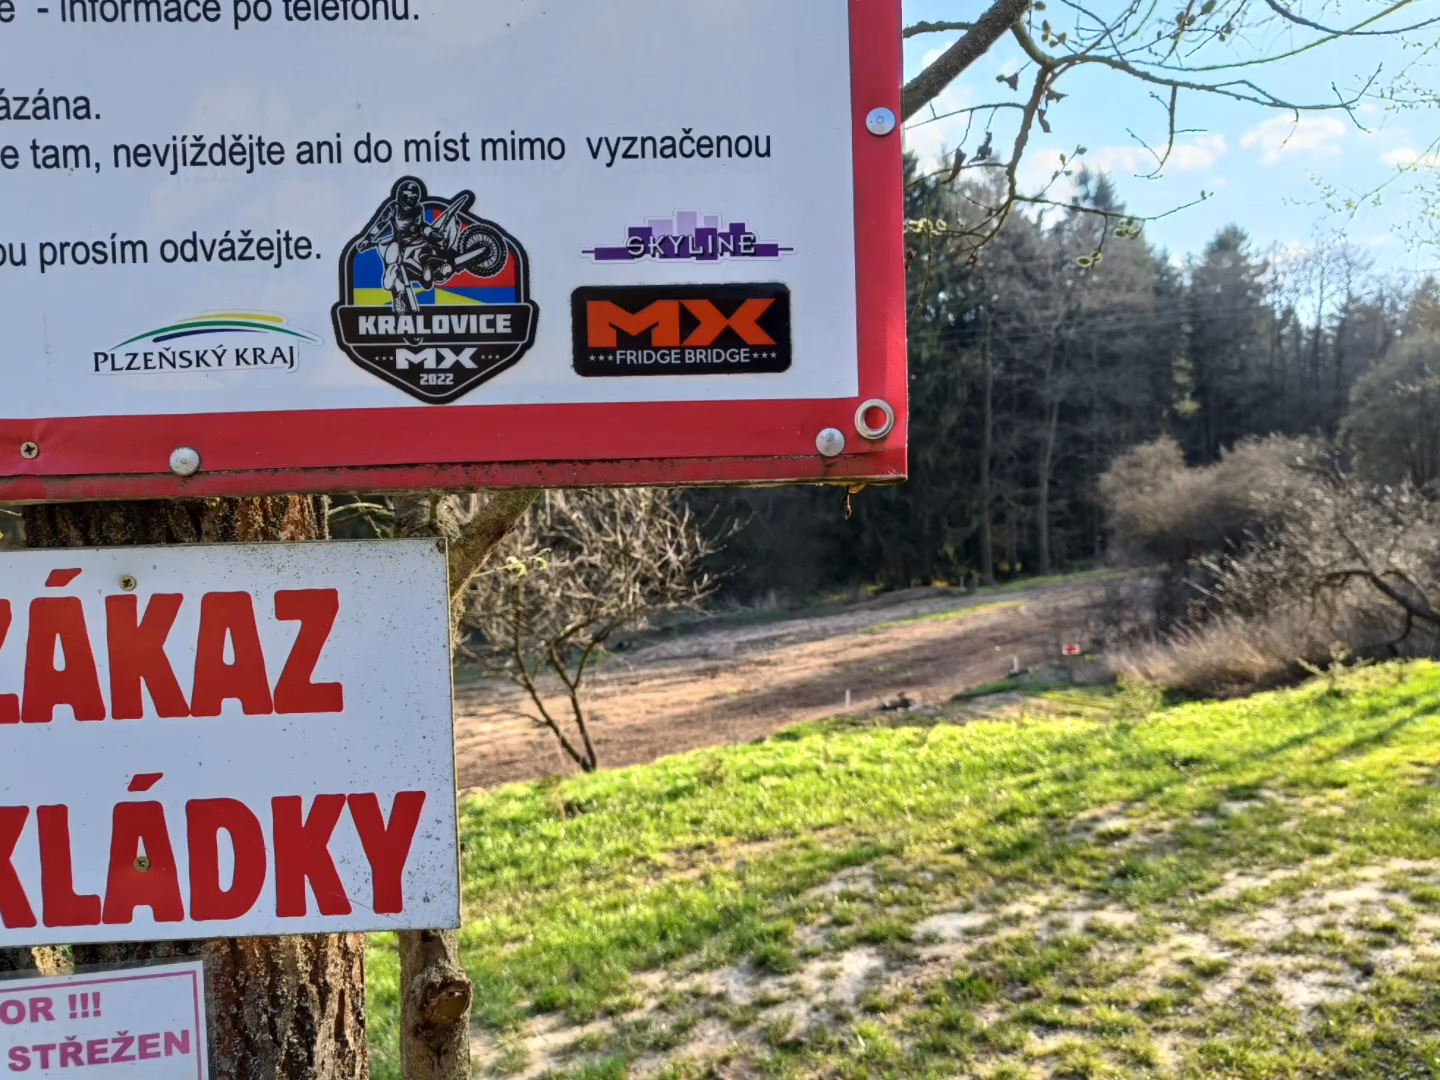 - informace po telefonu.
ázána.
e tam, nevjíždějte ani do míst mimo vyznačenou
ou prosím odvážejte.
SKYLINE
PLZEŇSKÝ KRAJ
KRALOVICE
MX
2022
MX
FRIDGE BRIDGE
ZÁKAZ
KLÁDKY
OR !!!
STŘEŽEN